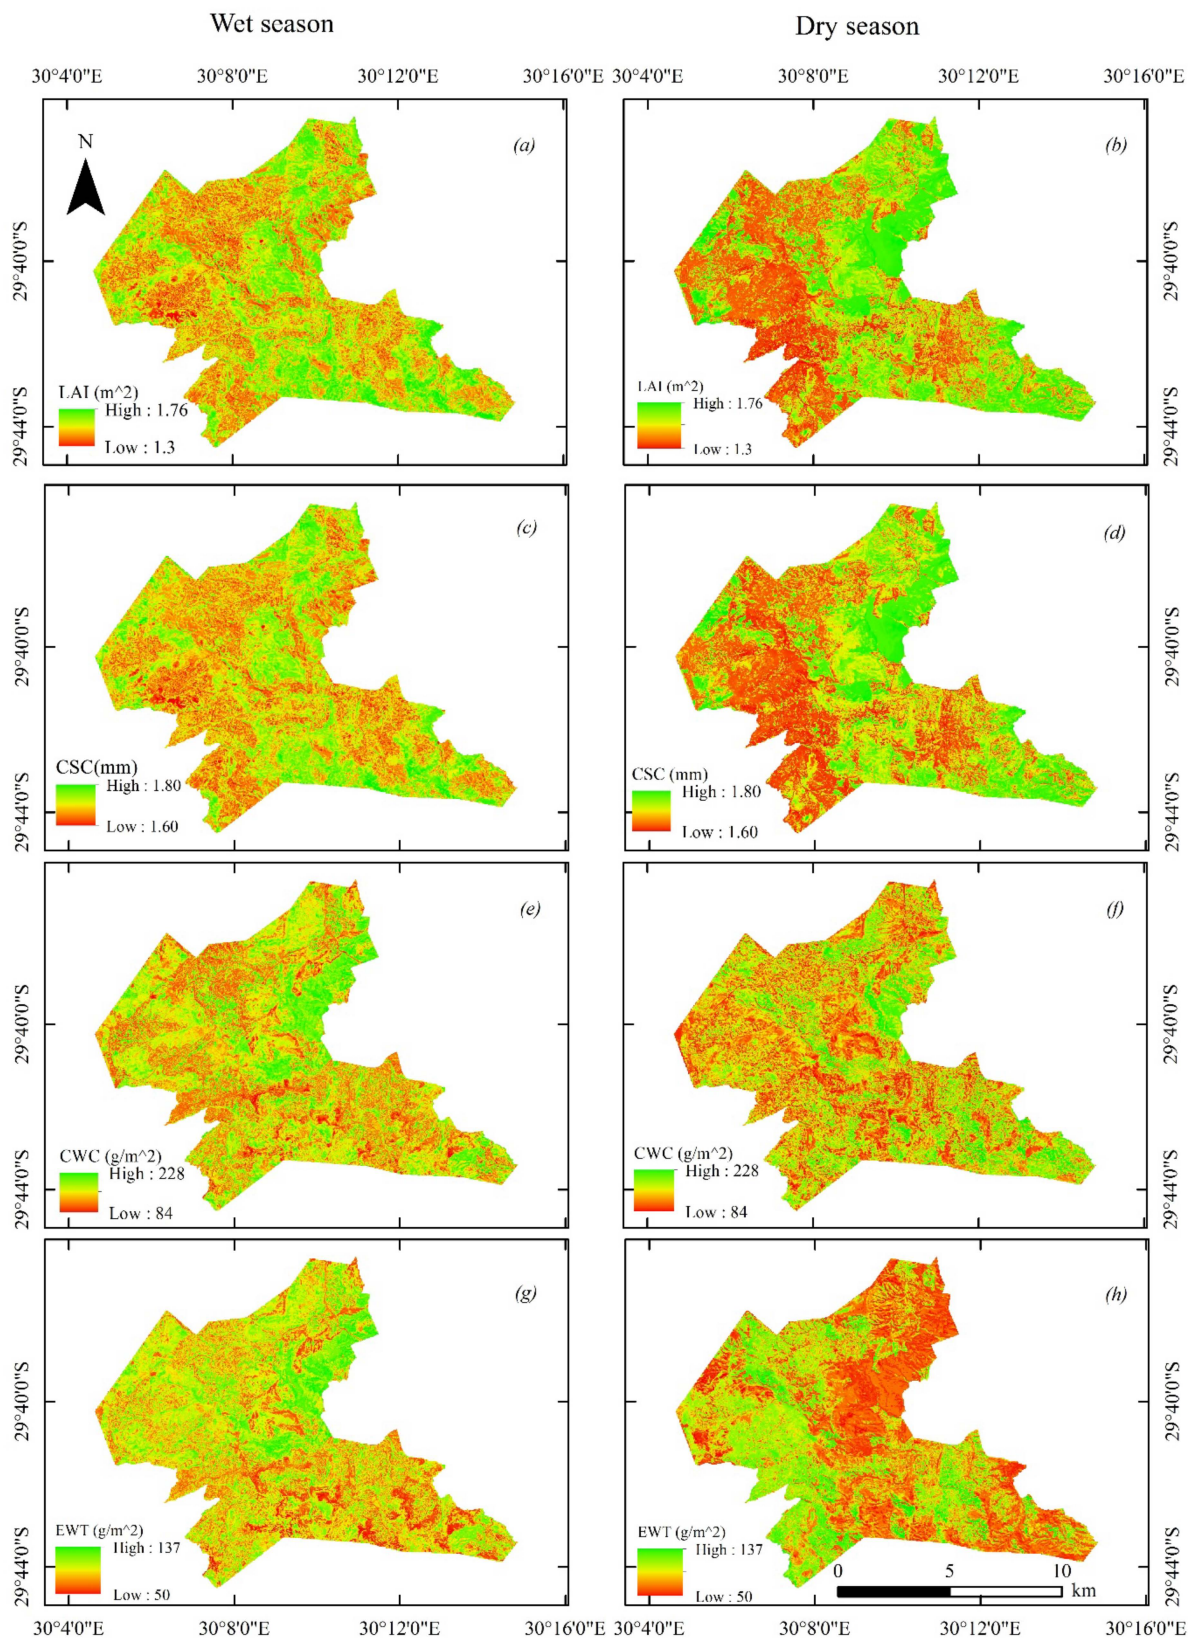 Wet season
Dry season
30°4'0"E 30°8'0"E 30°12'0"E 30°16'0"E
30°4'0"E 30°8'0"E 30°12'0"E 30°16'0"E
N
(a)
(b)
29°40'0"S
29°40'0"S
LAI (m^2)
High : 1.76
Low : 1.3
LAI (m^2)
High : 1.76
Low : 1.3
29°44'0"S
29°44'0"S
(c)
(d)
29°40'0"S
29°40'0"S
CSC(mm)
High : 1.80
Low : 1.60
CSC (mm)
High : 1.80
Low : 1.60
29°44'0"S
29°44'0"S
(e)
(f)
29°40'0"S
29°40'0"S
CWC (g/m^2)
High : 228
Low : 84
CWC (g/m^2)
High : 228
Low : 84
29°44'0"S
29°44'0"S
(g)
(h)
29°40'0"S
29°40'0"S
EWT (g/m^2)
High : 137
Low : 50
EWT (g/m^2)
High : 137
Low : 50
0 5 10
km
29°44'0"S
29°44'0"S
30°4'0"E 30°8'0"E 30°12'0"E 30°16'0"E
30°4'0"E 30°8'0"E 30°12'0"E 30°16'0"E